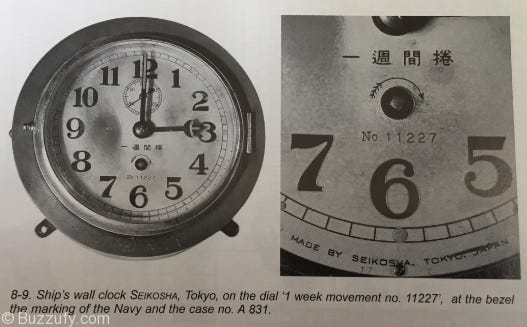 12
1
2
3
4
5
6
7
8
9
10
11
一週間捲
No. 11227
一週間捲
No. 11227
7 6 5
MADE BY SEIKOSHA, TOKYO, JAPAN
8-9. Ship's wall clock SEIKOSHA, Tokyo, on the dial '1 week movement no. 11227', at the bezel
the marking of the Navy and the case no. A 831.
© Buzzufy.com